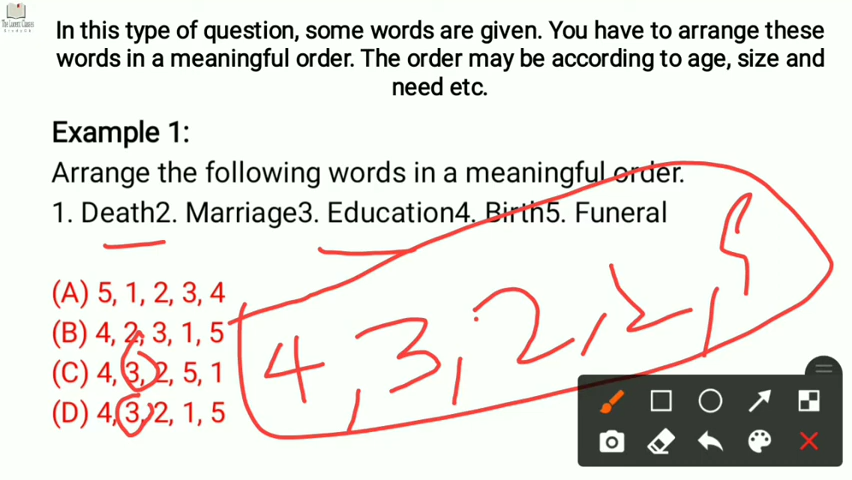 The Luxmi Classes
In this type of question, some words are given. You have to arrange these
words in a meaningful order. The order may be according to age, size and
need etc.
Example 1:
Arrange the following words in a meaningful order.
1. Death2. Marriage3. Education4. Birth5. Funeral
(A) 5, 1, 2, 3, 4
(B) 4, 2, 3, 1, 5
(C) 4, 3, 2, 5, 1
(D) 4, 3, 2, 1, 5
4, 3, 2, 1, 5